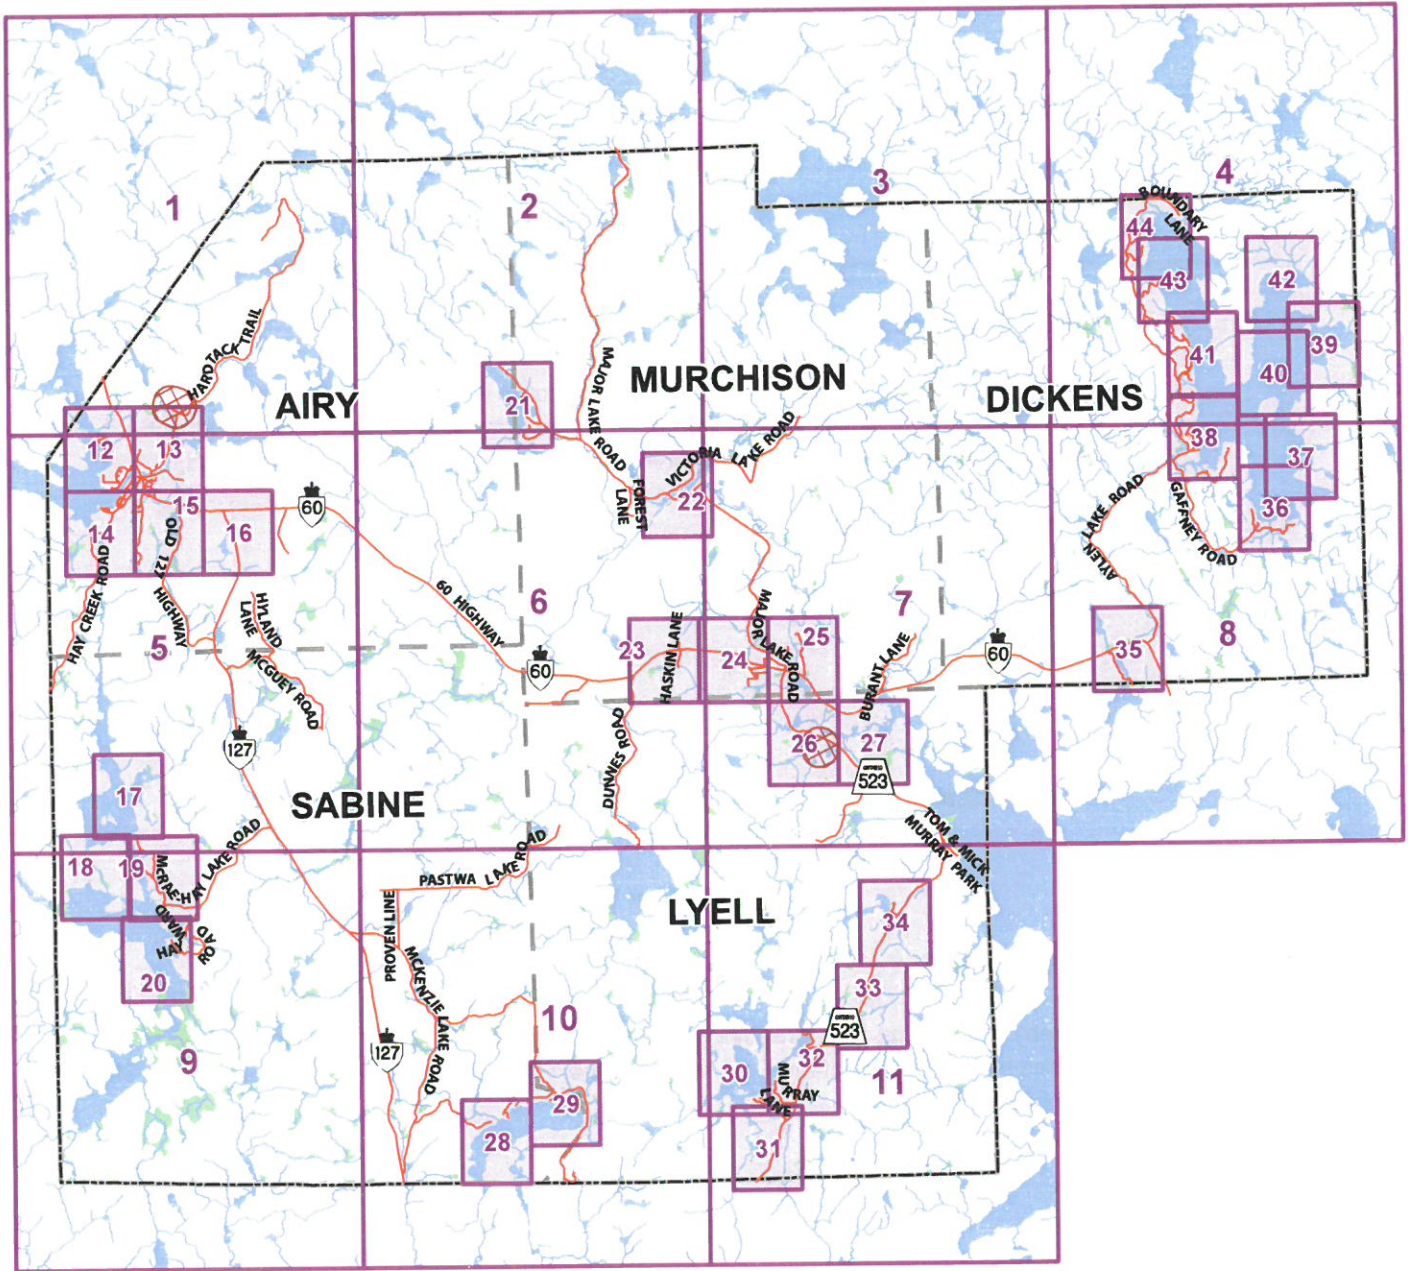 1
2
3
4
BOUNDARY
LANE
44
43
42
39
41
40
HARDTACK TRAIL
MAJOR LAKE ROAD
AIRY
MURCHISON
DICKENS
21
12
13
38
37
36
VICTORIA LAKE ROAD
FOREST
LANE
22
AYLEN LAKE ROAD
GAFFNEY ROAD
14
15
16
60
OLD 127
HIGHWAY
HAY CREEK ROAD
60 HIGHWAY
HYLAND
LANE
MCGUEY ROAD
5
6
7
8
60
23
HASKIN LANE
24
MAJOR LAKE ROAD
25
BURANT LANE
60
35
127
DUNNES ROAD
26
27
ONTARIO
523
17
SABINE
TOM & MICK
MURRAY PARK
18
19
MCRAE-HAY LAKE ROAD
PASTWA LAKE ROAD
LYELL
HAY
WARD
ROAD
20
PROVEN LINE
MCKENZIE LAKE ROAD
34
33
ONTARIO
523
9
10
11
127
30
32
MURRAY
LANE
28
29
31